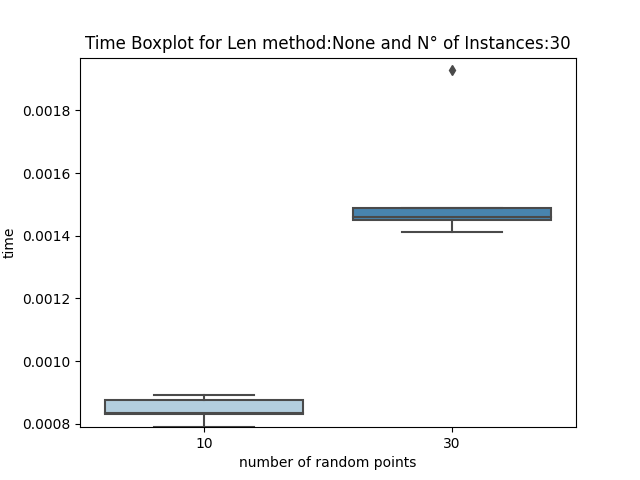 Time Boxplot for Len method:None and N° of Instances:30
0.0018
0.0016
0.0014
0.0012
0.0010
0.0008
time
10 30
number of random points